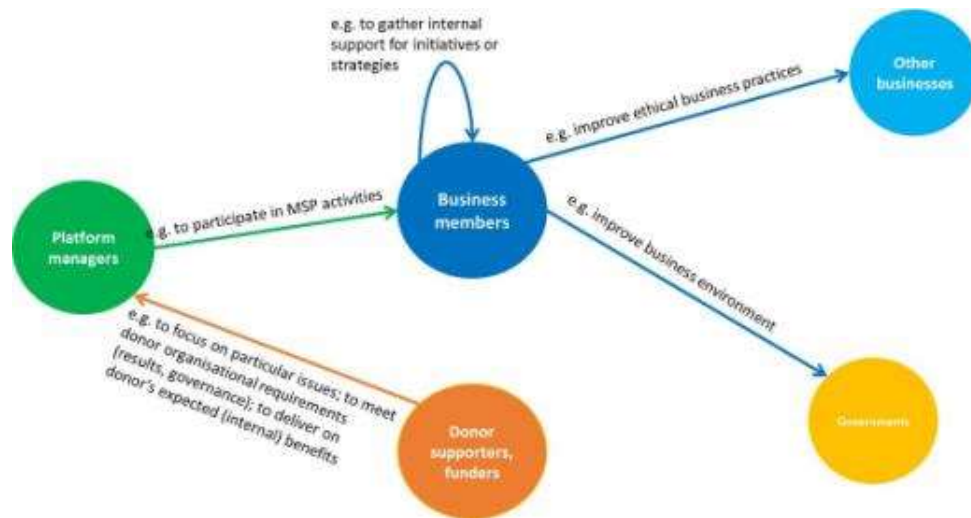 e.g. to gather internal
support for initiatives or
strategies
Other
businesses
e.g. improve ethical business practices
e.g. to participate in MSP activities
Business
members
Platform
managers
e.g. improve business environment
e.g. to focus on particular issues; to meet
donor organisational requirements
(results, governance); to deliver on
donor's expected (internal) benefits
Donor
supporters,
funders
Government